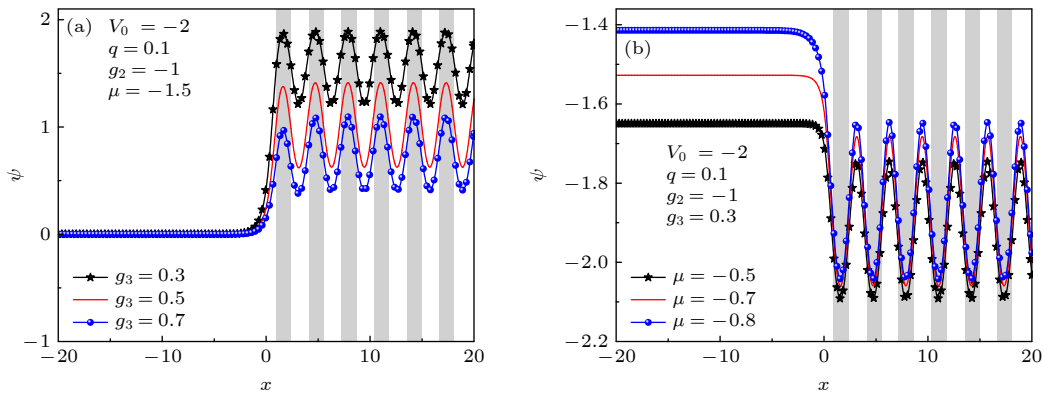 (a)
V₀ = −2
q = 0.1
g₂ = −1
μ = −1.5
2
1
0
−1
ψ
g₃ = 0.3
g₃ = 0.5
g₃ = 0.7
−20
−10
0
10
20
x
(b)
−1.4
−1.6
−1.8
−2.0
−2.2
ψ
V₀ = −2
q = 0.1
g₂ = −1
g₃ = 0.3
μ = −0.5
μ = −0.7
μ = −0.8
−20
−10
0
10
20
x